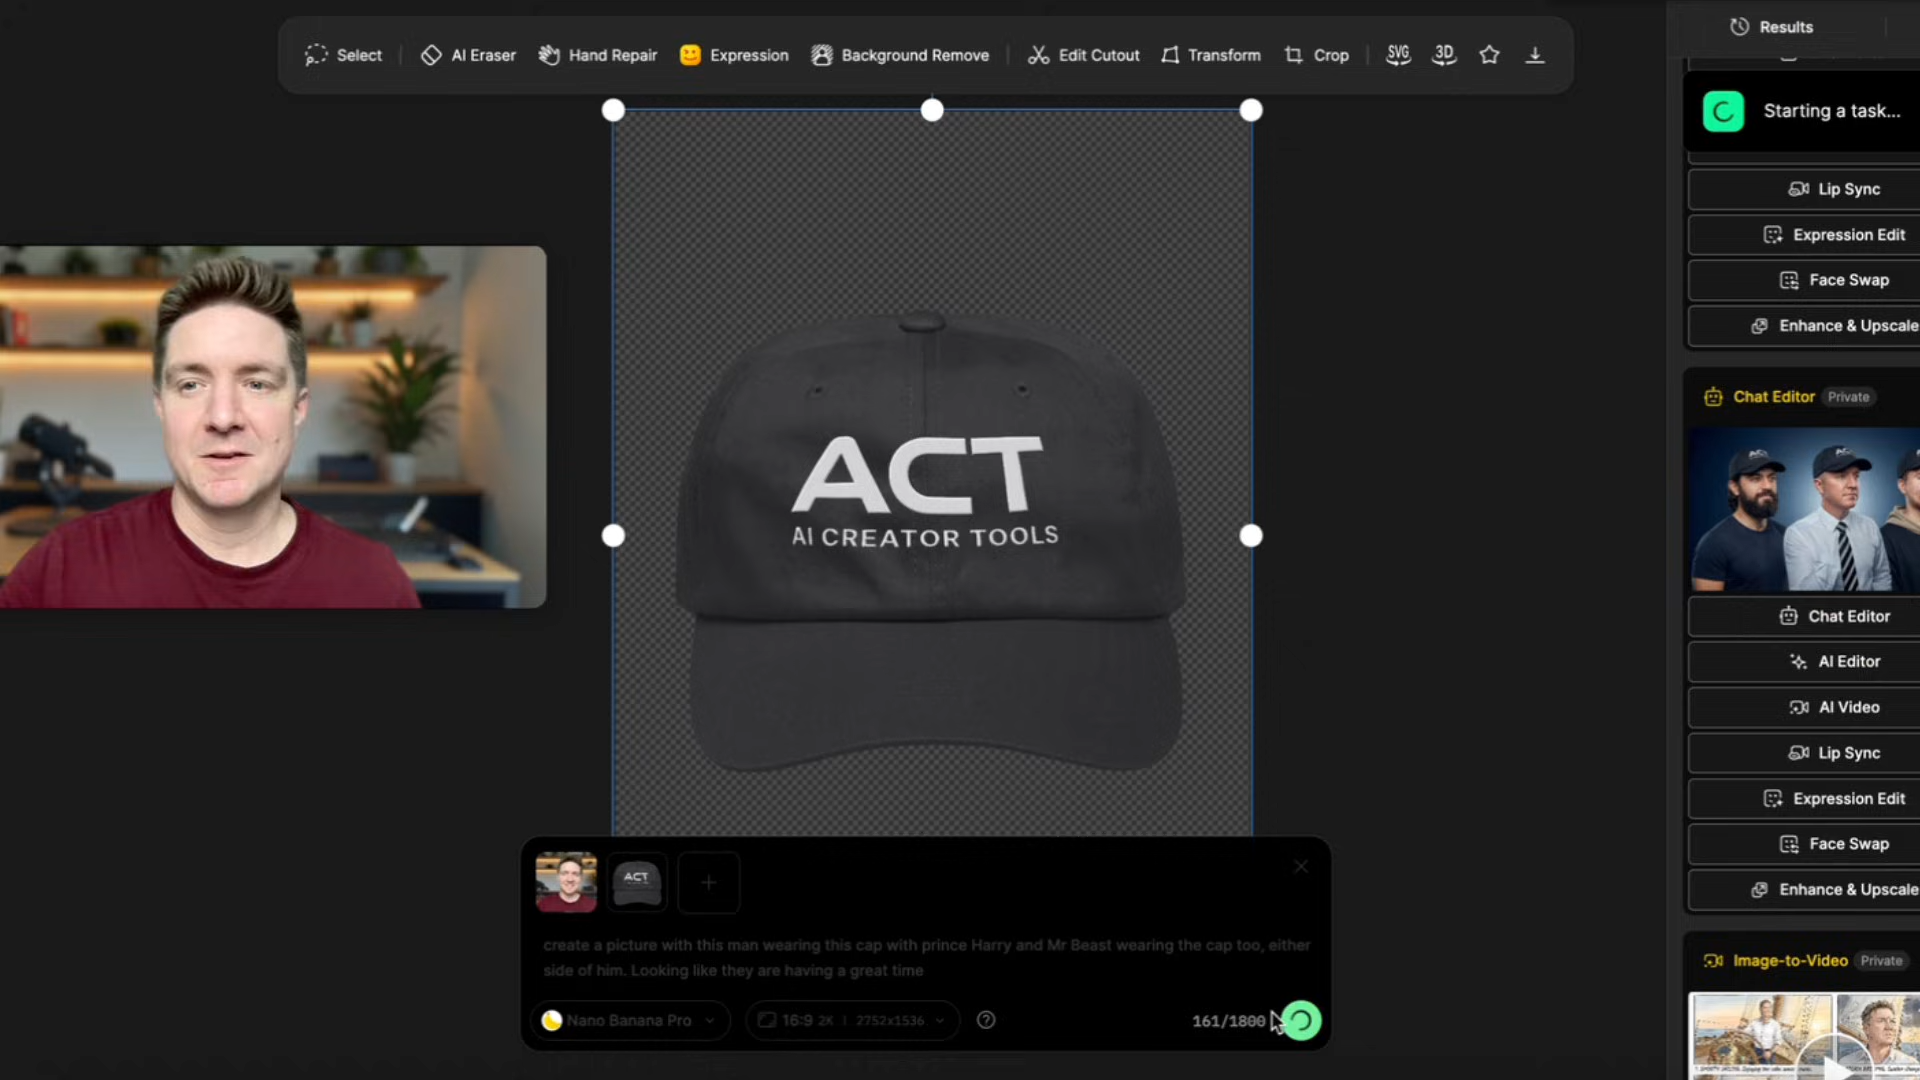 Select
AI Eraser
Hand Repair
Expression
Background Remove
Edit Cutout
Transform
Crop
SVG
3D
Results
Starting a task...
Lip Sync
Expression Edit
Face Swap
Enhance & Upscale
Chat Editor Private
Chat Editor
AI Editor
AI Video
Lip Sync
Expression Edit
Face Swap
Enhance & Upscale
Image-to-Video Private
ACT
AI CREATOR TOOLS
ACT
create a picture with this man wearing this cap with prince Harry and Mr Beast wearing the cap too, either
side of him. Looking like they are having a great time
Nano Banana Pro
16:9 2K | 2752x1536
161/1800